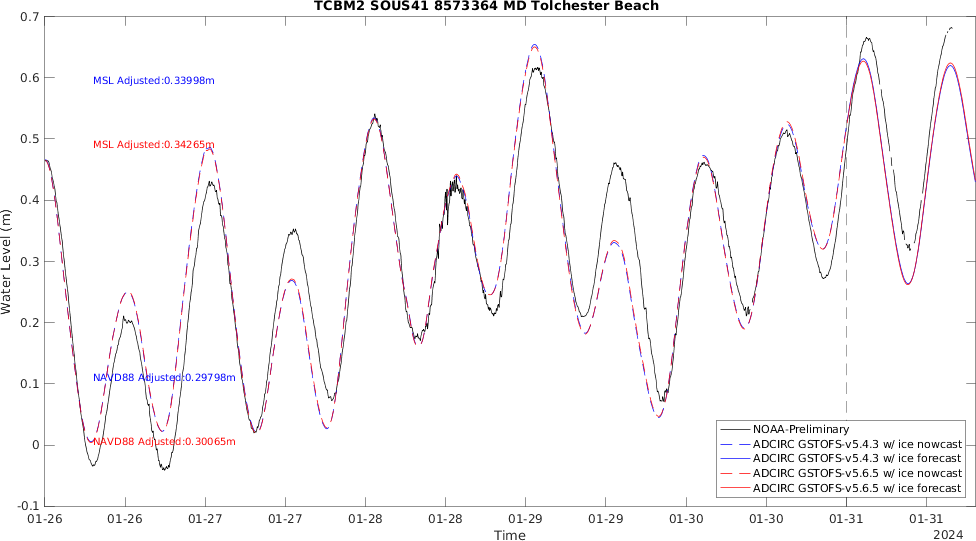 TCBM2 SOUS41 8573364 MD Tolchester Beach
0.7
0.6
0.5
0.4
0.3
0.2
0.1
0
-0.1
Water Level (m)
MSL Adjusted:0.33998m
MSL Adjusted:0.34265m
NAVD88 Adjusted:0.29798m
NAVD88 Adjusted:0.30065m
NOAA-Preliminary
ADCIRC GSTOFS-v5.4.3 w/ ice nowcast
ADCIRC GSTOFS-v5.4.3 w/ ice forecast
ADCIRC GSTOFS-v5.6.5 w/ ice nowcast
ADCIRC GSTOFS-v5.6.5 w/ ice forecast
01-26 01-26 01-27 01-27 01-28 01-28 01-29 01-29 01-30 01-30 01-31 01-31
2024
Time